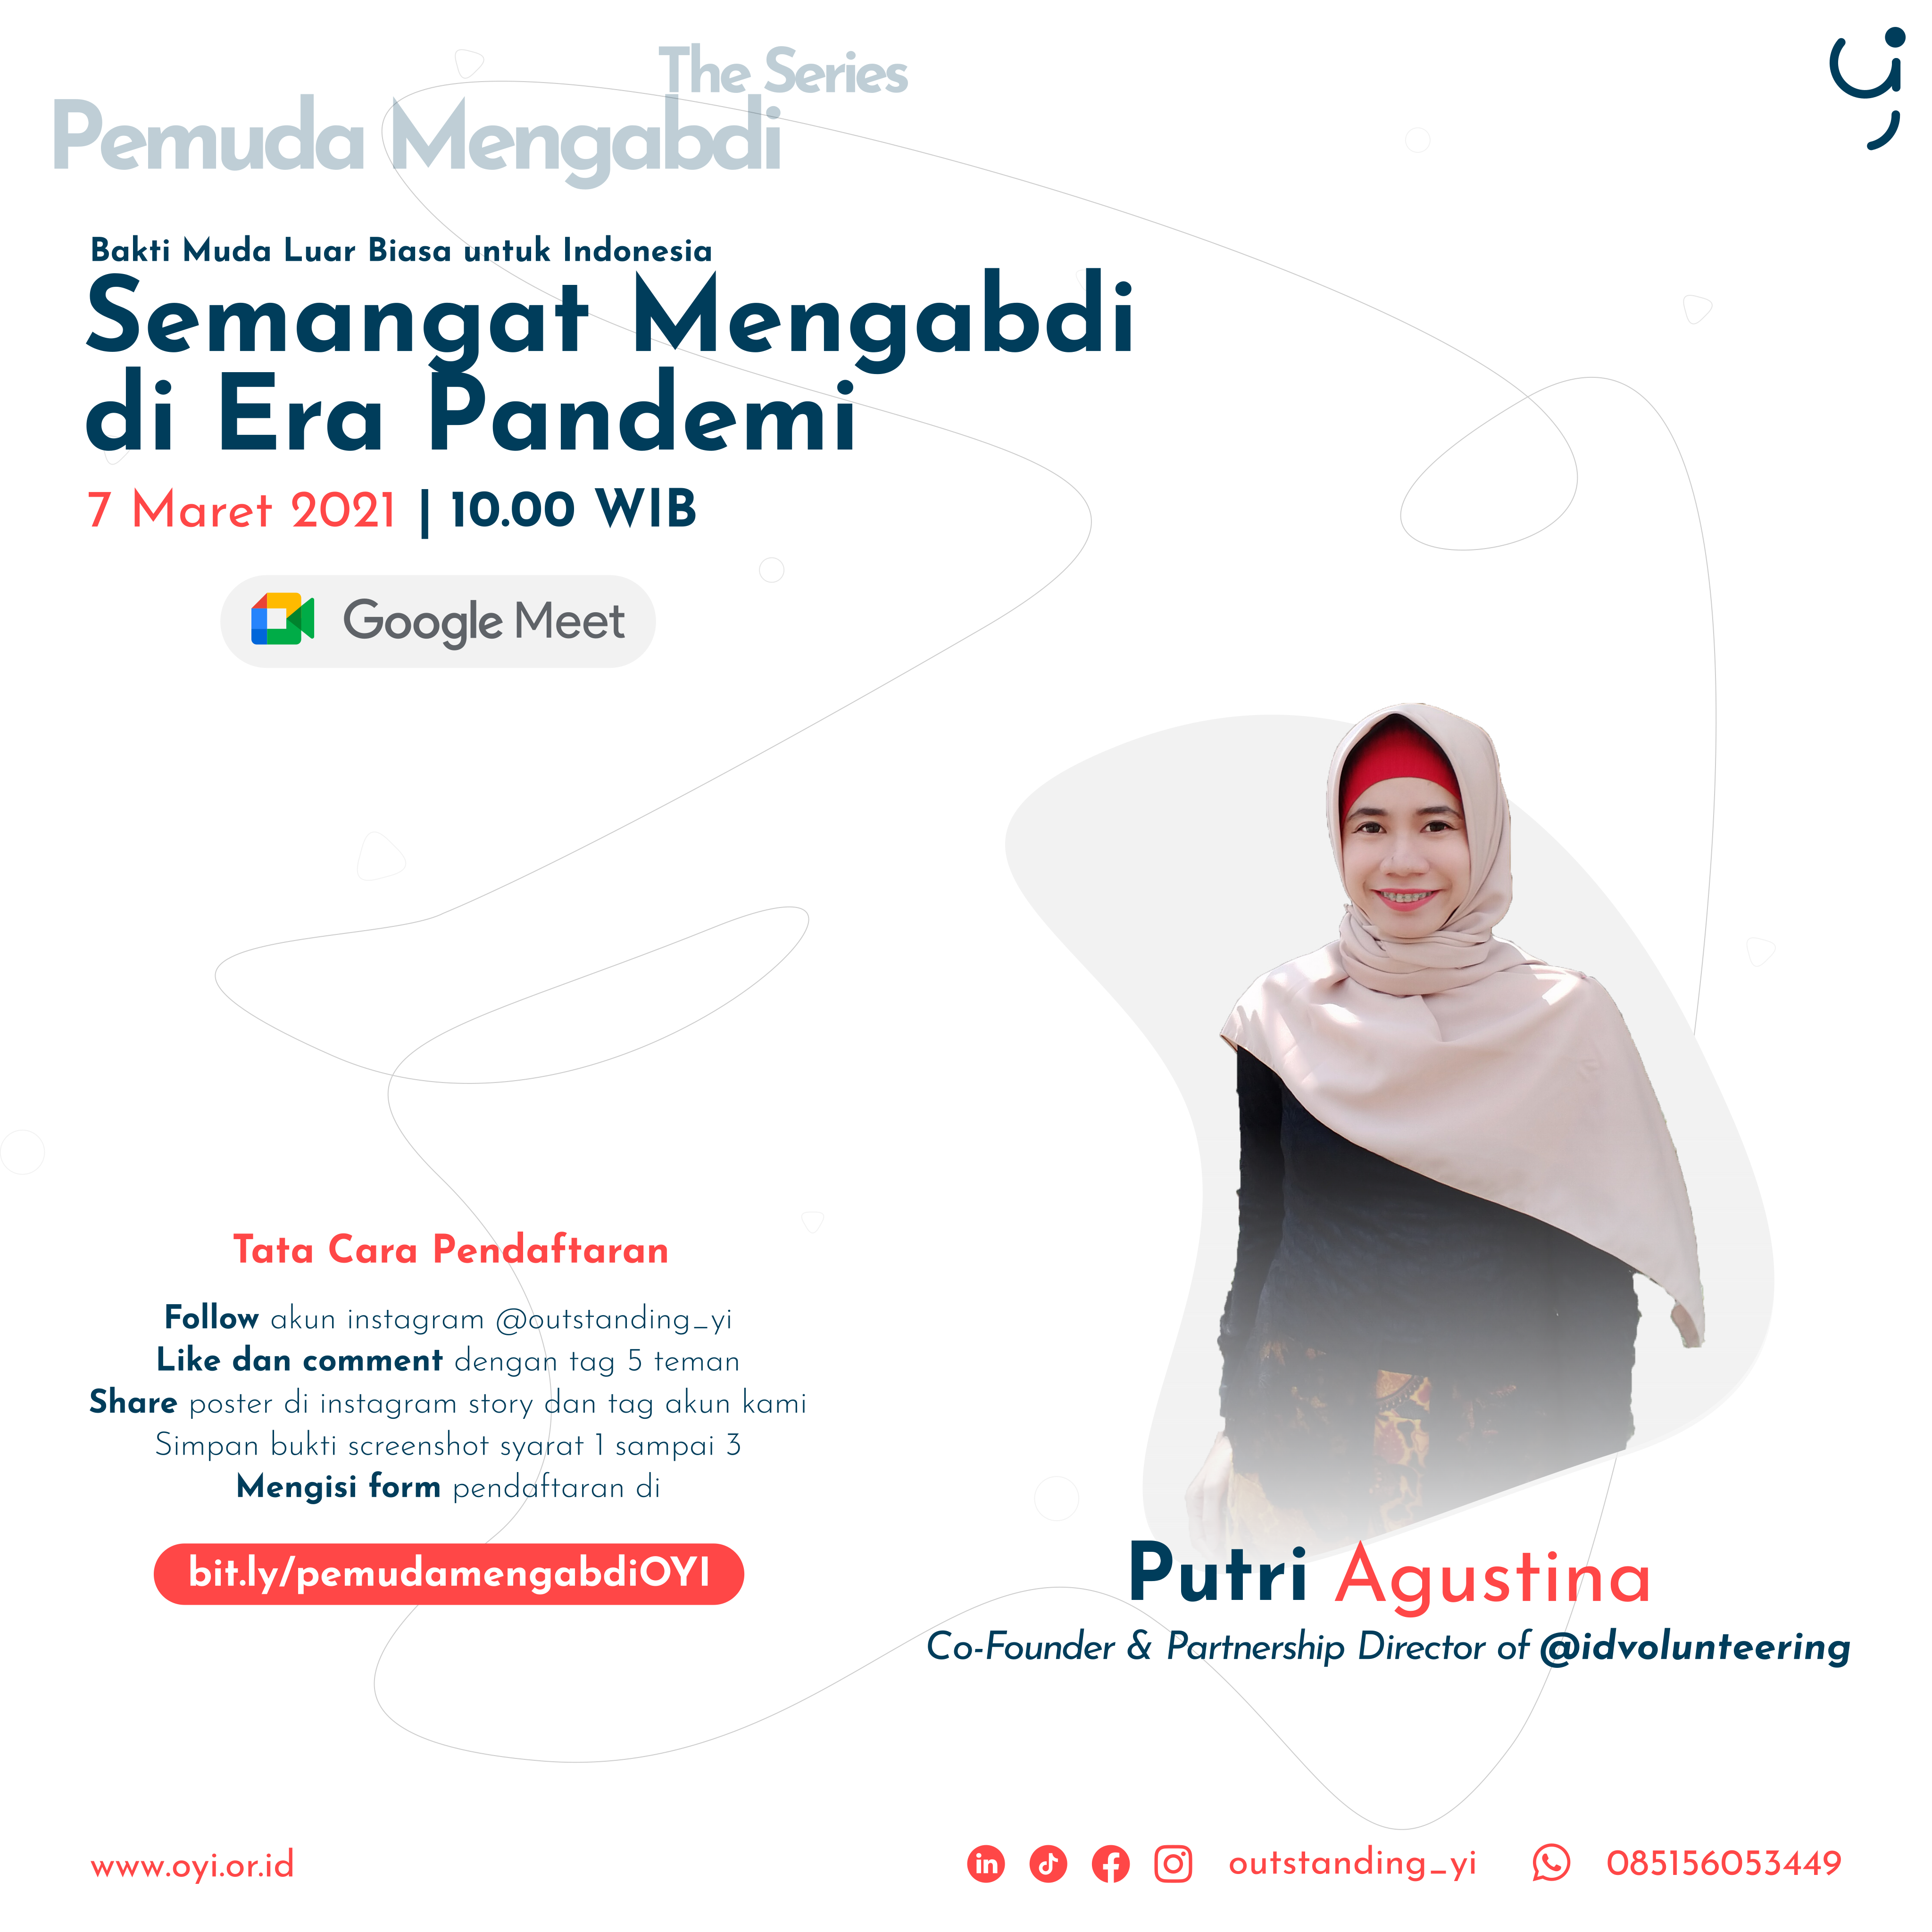 The Series
Pemuda Mengabdi
Bakti Muda Luar Biasa untuk Indonesia
Semangat Mengabdi
di Era Pandemi
7 Maret 2021 | 10.00 WIB
Google Meet
Tata Cara Pendaftaran
Follow akun instagram @outstanding_yi
Like dan comment dengan tag 5 teman
Share poster di instagram story dan tag akun kami
Simpan bukti screenshot syarat 1 sampai 3
Mengisi form pendaftaran di
bit.ly/pemudamengabdiOYI
Putri Agustina
Co-Founder & Partnership Director of @idvolunteering
www.oyi.or.id
outstanding_yi
085156053449